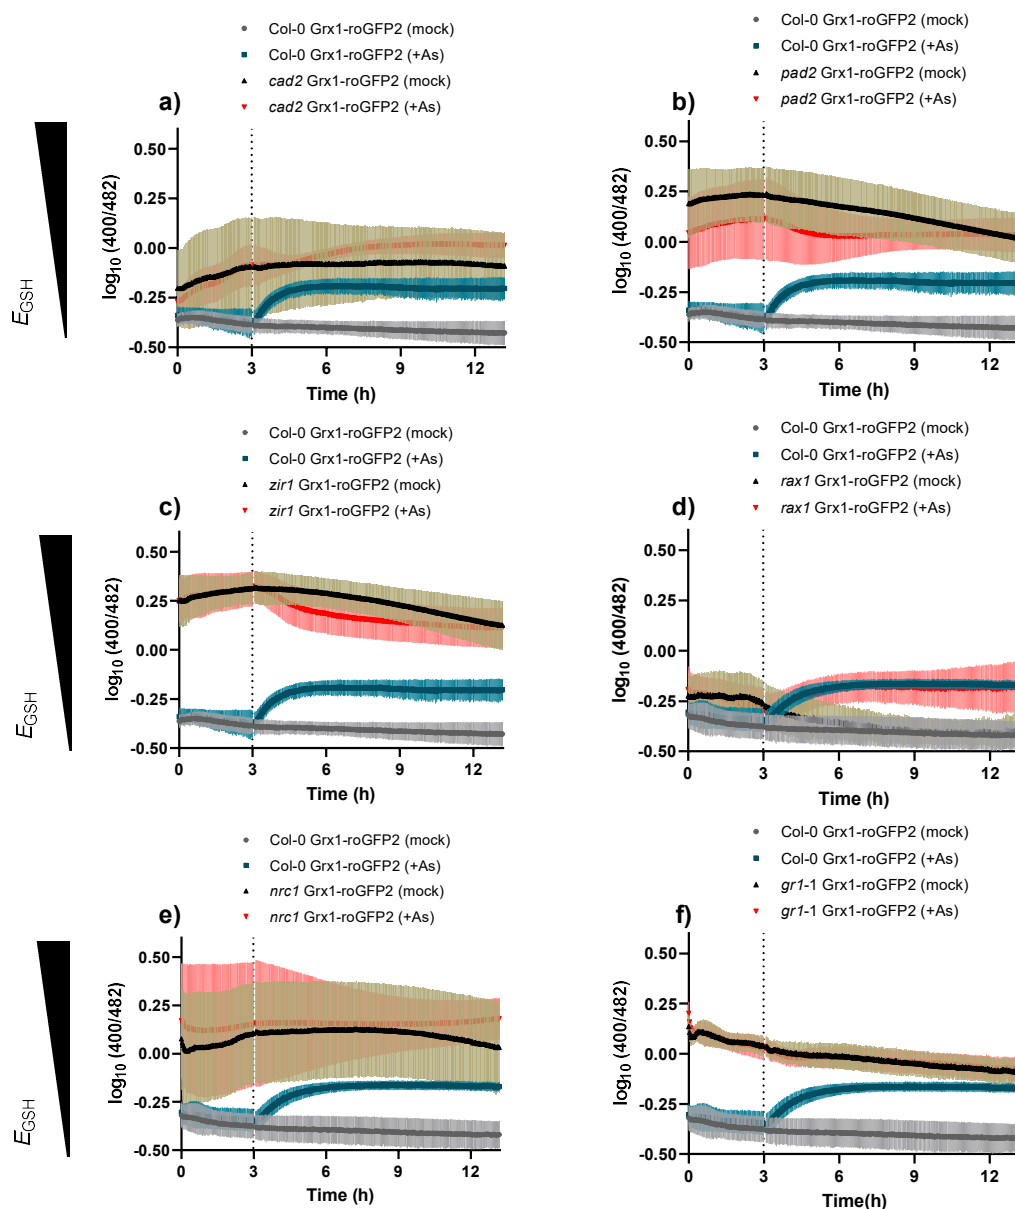 Col-0 Grx1-roGFP2 (mock)
Col-0 Grx1-roGFP2 (+As)
cad2 Grx1-roGFP2 (mock)
cad2 Grx1-roGFP2 (+As)
a)
0.50
0.25
0.00
-0.25
-0.50
log10 (400/482)
EGSH
0 3 6 9 12
Time (h)
Col-0 Grx1-roGFP2 (mock)
Col-0 Grx1-roGFP2 (+As)
pad2 Grx1-roGFP2 (mock)
pad2 Grx1-roGFP2 (+As)
b)
0.50
0.25
0.00
-0.25
-0.50
log10 (400/482)
0 3 6 9 12
Time (h)
Col-0 Grx1-roGFP2 (mock)
Col-0 Grx1-roGFP2 (+As)
zir1 Grx1-roGFP2 (mock)
zir1 Grx1-roGFP2 (+As)
c)
0.50
0.25
0.00
-0.25
-0.50
log10 (400/482)
EGSH
0 3 6 9 12
Time (h)
Col-0 Grx1-roGFP2 (mock)
Col-0 Grx1-roGFP2 (+As)
rax1 Grx1-roGFP2 (mock)
rax1 Grx1-roGFP2 (+As)
d)
0.50
0.25
0.00
-0.25
-0.50
log10 (400/482)
0 3 6 9 12
Time (h)
Col-0 Grx1-roGFP2 (mock)
Col-0 Grx1-roGFP2 (+As)
nrc1 Grx1-roGFP2 (mock)
nrc1 Grx1-roGFP2 (+As)
e)
0.50
0.25
0.00
-0.25
-0.50
log10 (400/482)
EGSH
0 3 6 9 12
Time (h)
Col-0 Grx1-roGFP2 (mock)
Col-0 Grx1-roGFP2 (+As)
gr1-1 Grx1-roGFP2 (mock)
gr1-1 Grx1-roGFP2 (+As)
f)
0.50
0.25
0.00
-0.25
-0.50
log10 (400/482)
0 3 6 9 12
Time(h)